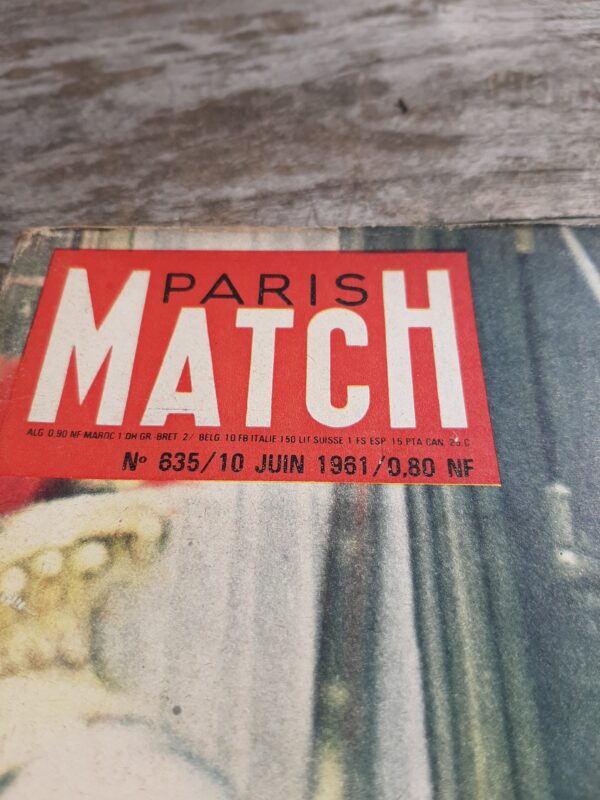 PARIS
MATCH
ALG 0.90 NF MAROC 1 DH GR. BRET. 2/ BELG. 10 FB ITALIE 150 LIT SUISSE 1 FS ESP. 15 PTA CAN. 25 C
N° 635/10 JUIN 1961/0,80 NF